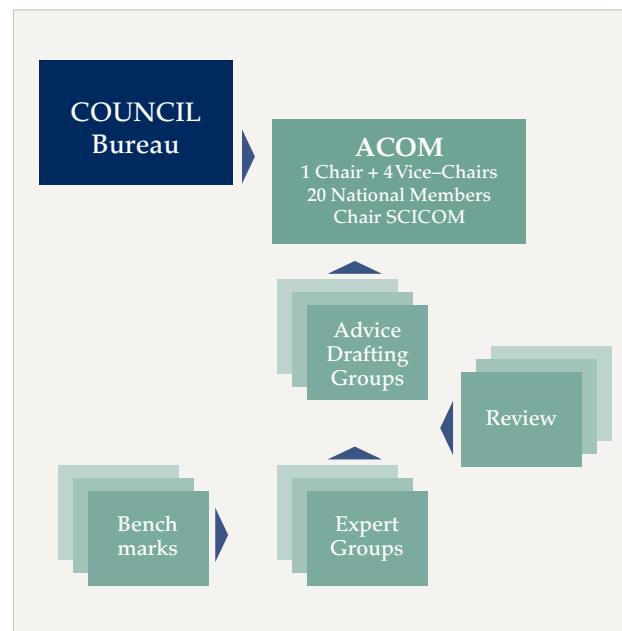 COUNCIL
Bureau
ACOM
1 Chair + 4 Vice–Chairs
20 National Members
Chair SCICOM
Advice
Drafting
Groups
Review
Bench
marks
Expert
Groups